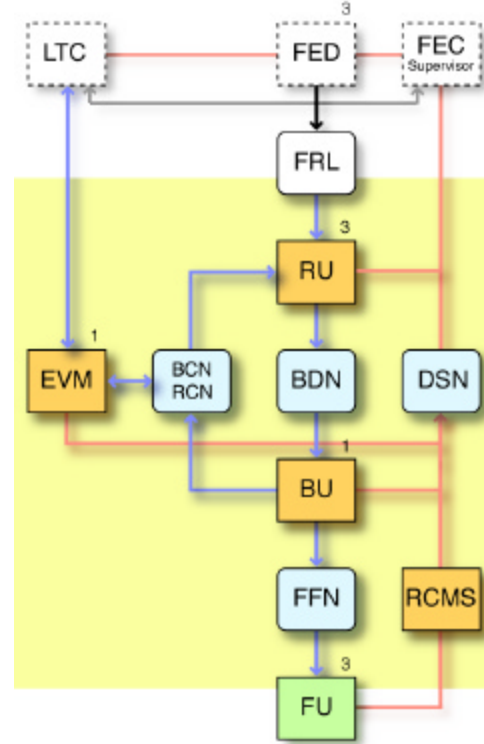 3
LTC
FED
FEC
Supervisor
FRL
3
RU
1
EVM
BCN
RCN
BDN
DSN
1
BU
FFN
RCMS
3
FU